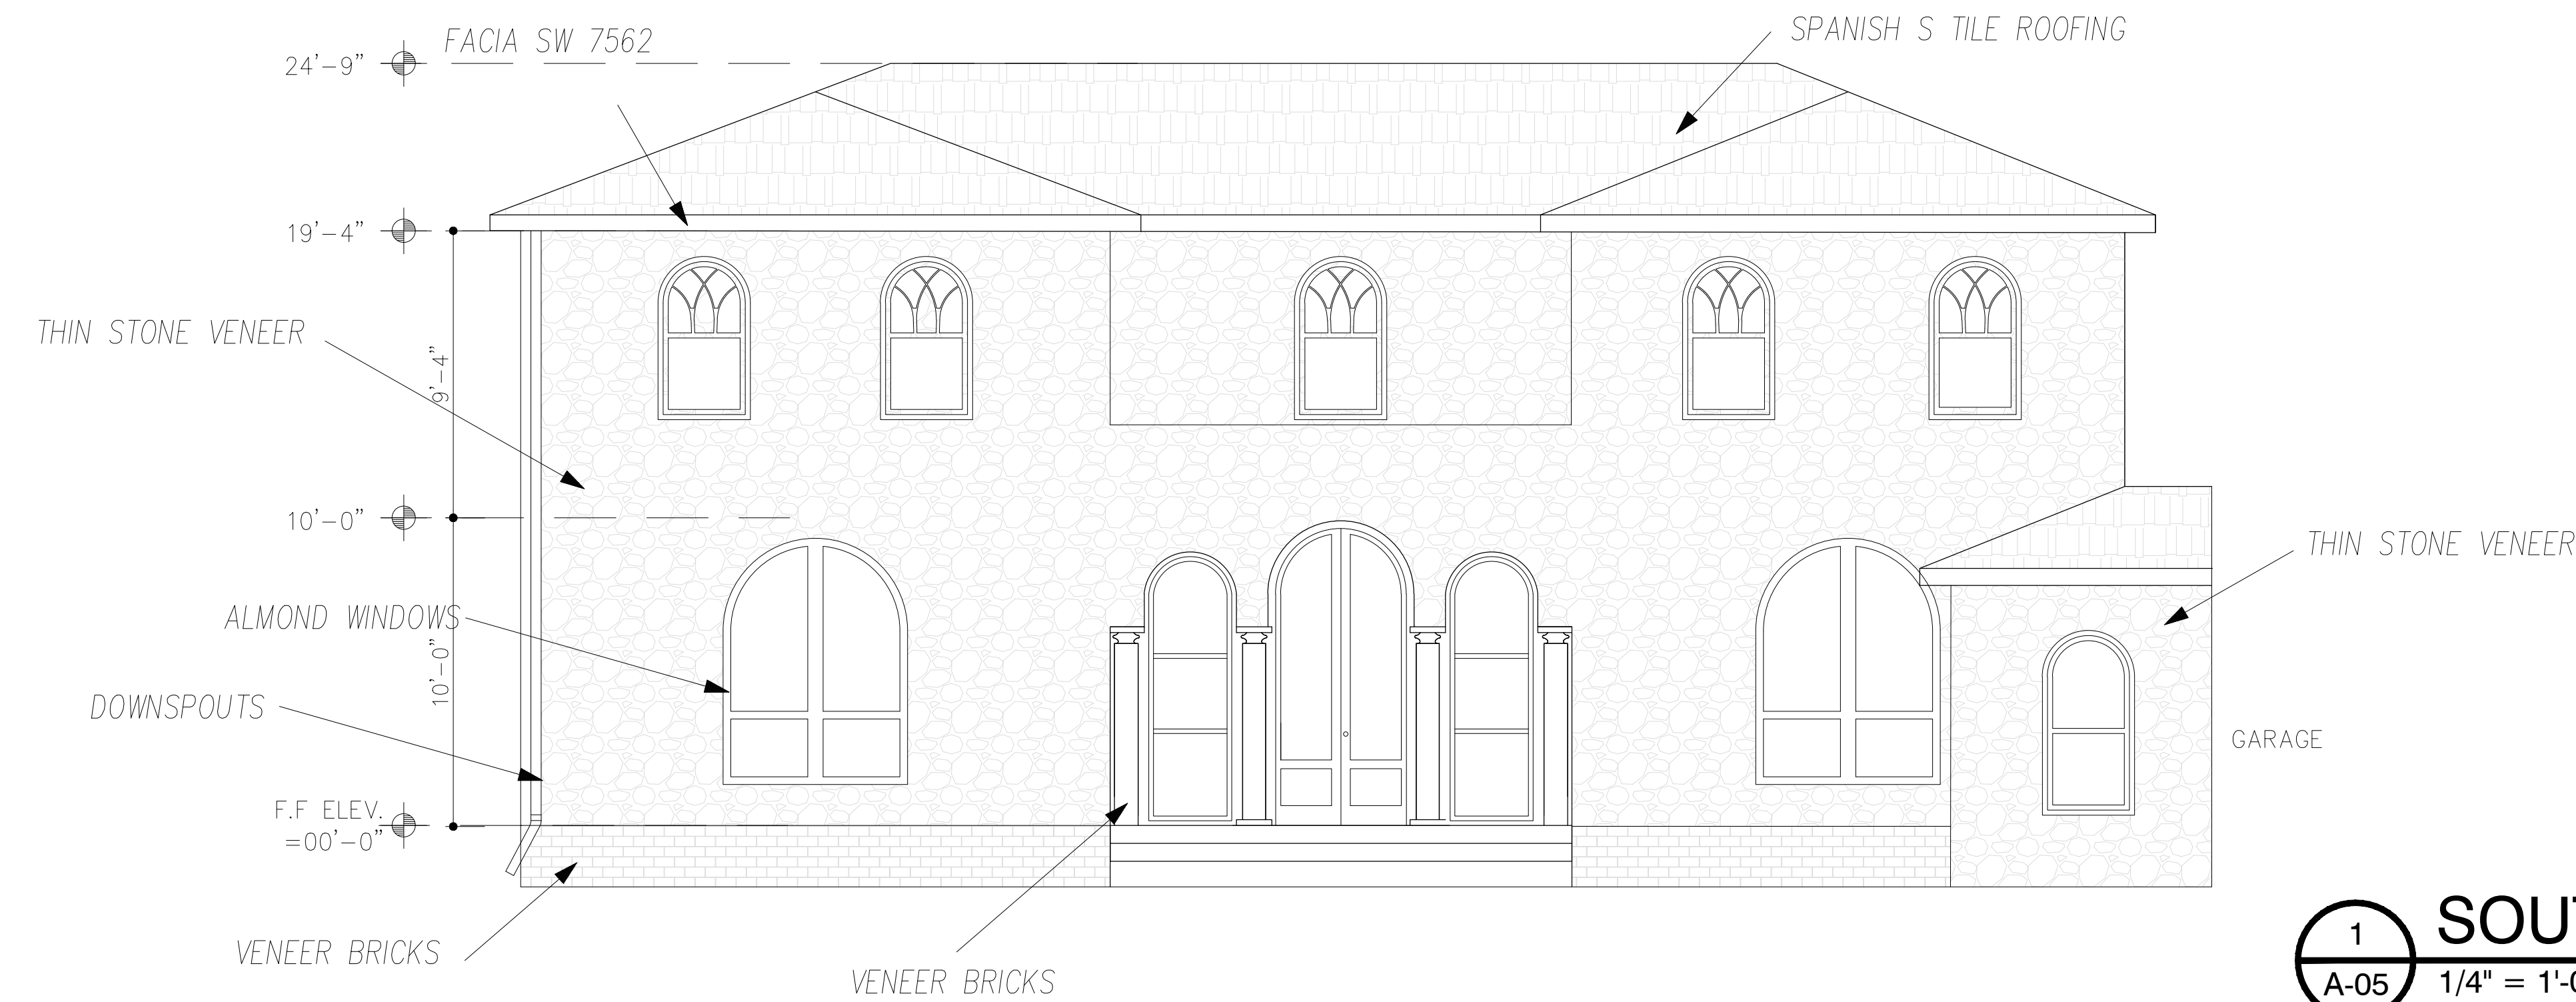 FACIA SW 7562
SPANISH S TILE ROOFING
24'-9"
19'-4"
THIN STONE VENEER
9'-4"
10'-0"
THIN STONE VENEER
ALMOND WINDOWS
10'-0"
DOWNSPOUTS
GARAGE
F.F ELEV.
=00'-0"
VENEER BRICKS
VENEER BRICKS
1
A-05
1/4" = 1'-